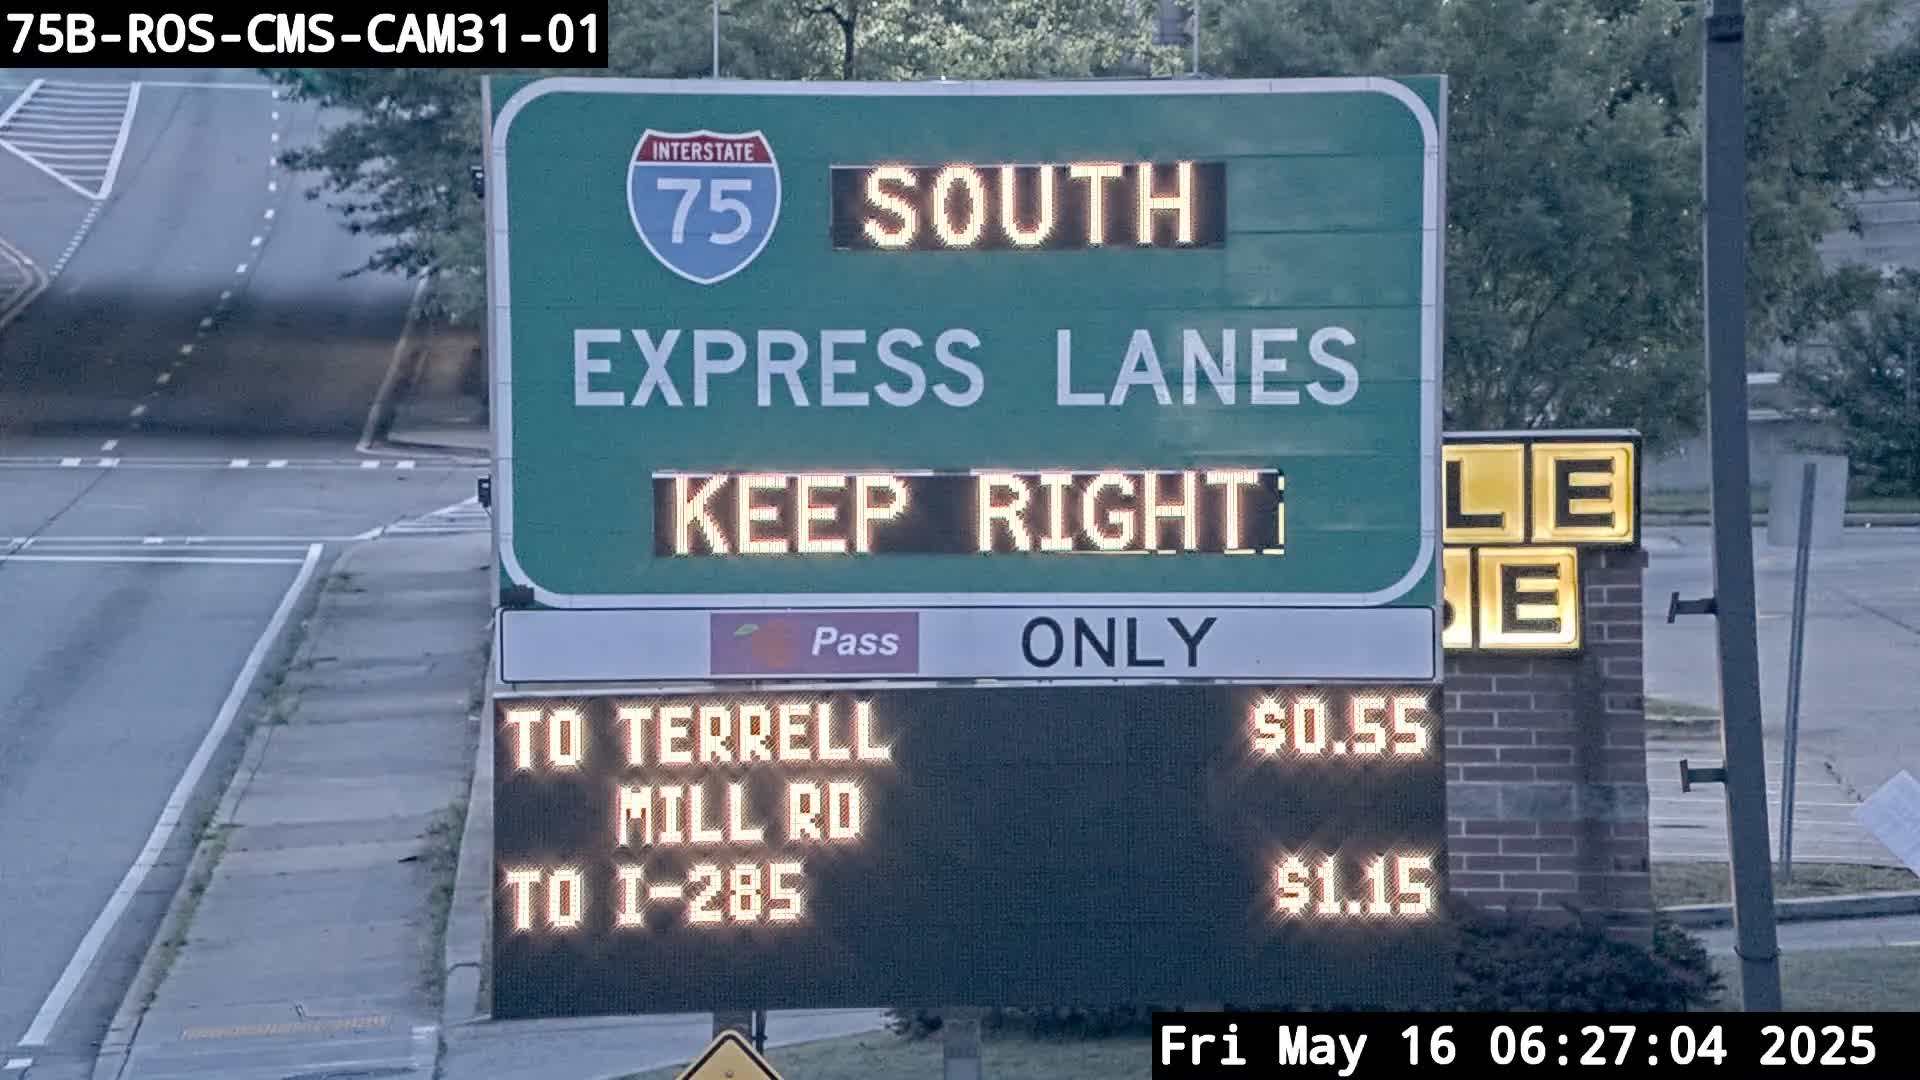 75B-ROS-CMS-CAM31-01
INTERSTATE
75
SOUTH
EXPRESS LANES
KEEP RIGHT
Pass ONLY
TO TERRELL $0.55
MILL RD
TO I-285 $1.15
LE
E
Fri May 16 06:27:04 2025